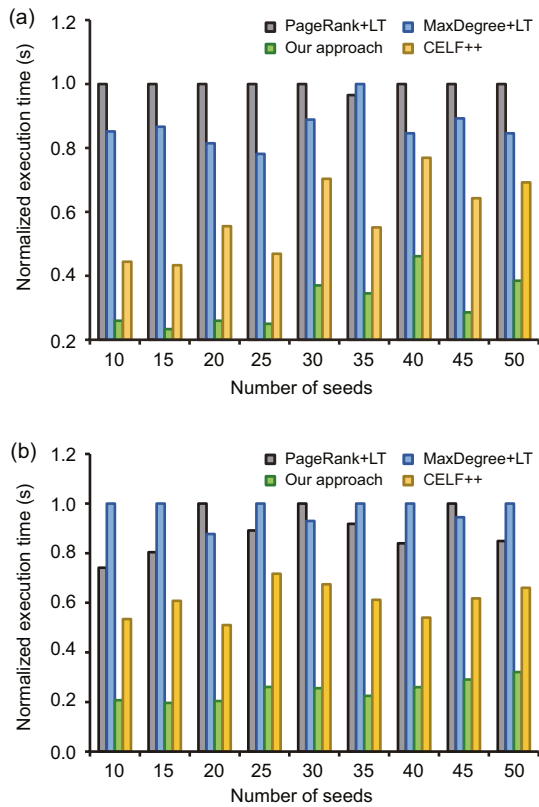 (a)
PageRank+LT MaxDegree+LT
Our approach CELF++
Normalized execution time (s)
1.2
1.0
0.8
0.6
0.4
0.2
10 15 20 25 30 35 40 45 50
Number of seeds
(b)
PageRank+LT MaxDegree+LT
Our approach CELF++
Normalized execution time (s)
1.2
1.0
0.8
0.6
0.4
0.2
0.0
10 15 20 25 30 35 40 45 50
Number of seeds